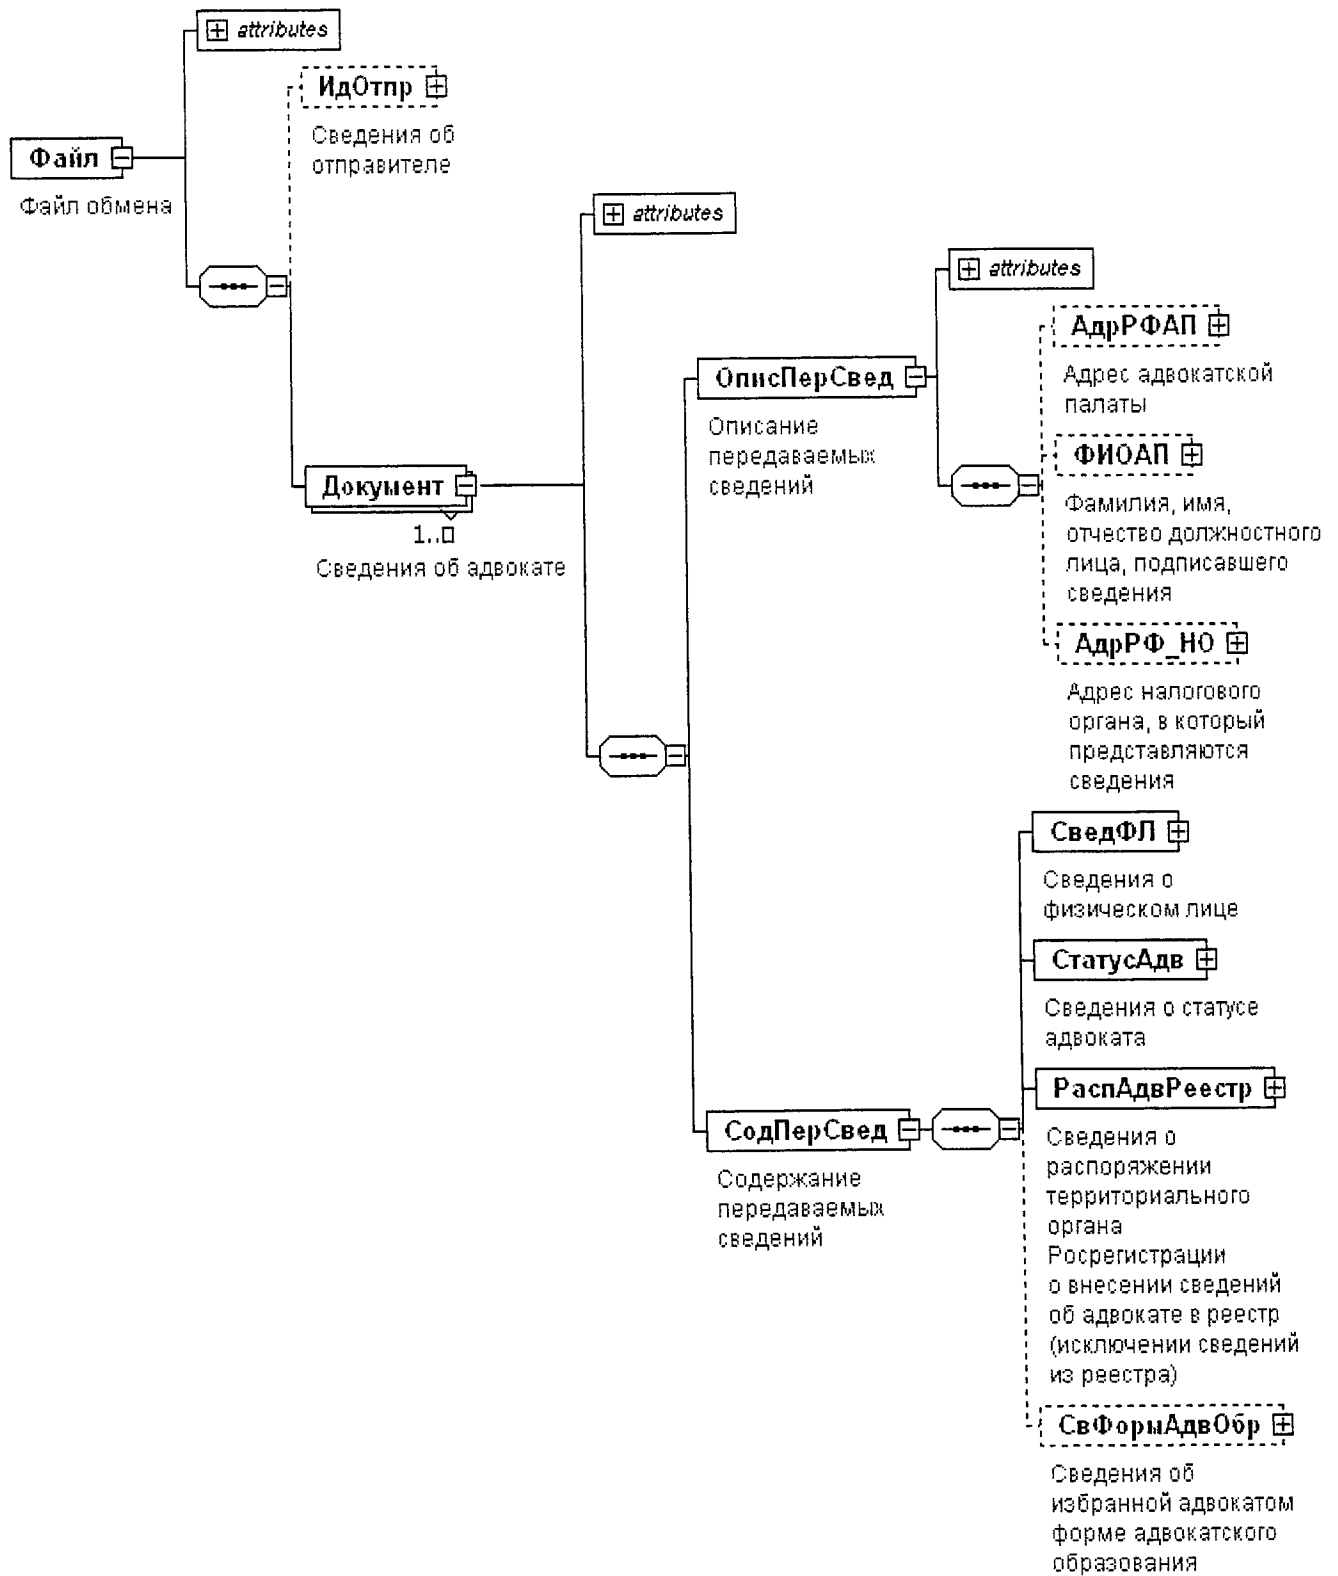 attributes
ИдОтпр
Сведения об
отправителе
Файл
Файл обмена
attributes
attributes
АдрРФАП
Адрес адвокатской
палаты
ОписПерСвед
Описание
передаваемых
сведений
ФИОАП
Фамилия, имя,
отчество должностного
лица, подписавшего
сведения
Документ
1..□
Сведения об адвокате
АдрРФ_НО
Адрес налогового
органа, в который
представляются
сведения
СведФЛ
Сведения о
физическом лице
СтатусАдв
Сведения о статусе
адвоката
РаспАдвРеестр
Сведения о
распоряжении
территориального
органа
Росрегистрации
о внесении сведений
об адвокате в реестр
(исключении сведений
из реестра)
СодПерСвед
Содержание
передаваемых
сведений
СвФормАдвОбр
Сведения об
избранной адвокатом
форме адвокатского
образования